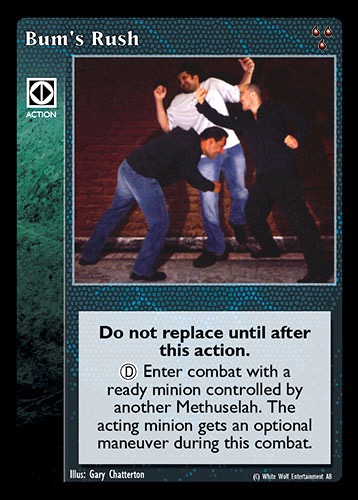 Bum's Rush
ACTION
Do not replace until after
this action.
Ⓓ Enter combat with a
ready minion controlled by
another Methuselah. The
acting minion gets an optional
maneuver during this combat.
Illus: Gary Chatterton
(C) White Wolf Entertainment AB